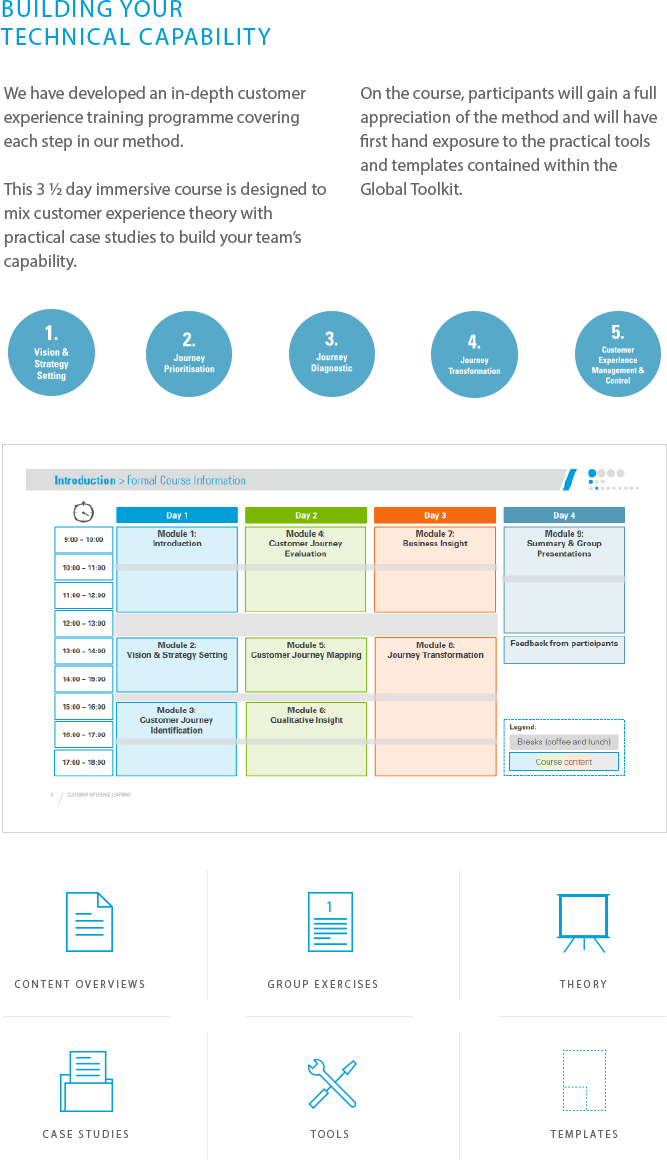 BUILDING YOUR
TECHNICAL CAPABILITY
We have developed an in-depth customer
experience training programme covering
each step in our method.
This 3 ½ day immersive course is designed to
mix customer experience theory with
practical case studies to build your team’s
capability.
On the course, participants will gain a full
appreciation of the method and will have
first hand exposure to the practical tools
and templates contained within the
Global Toolkit.
1.
Vision &
Strategy
Setting
2.
Journey
Prioritisation
3.
Journey
Diagnostic
4.
Journey
Transformation
5.
Customer
Experience
Management &
Control
Introduction > Formal Course Information
Day 1
Day 2
Day 3
Day 4
9:00 – 10:00
10:00 – 11:00
11:00 – 12:00
12:00 – 13:00
13:00 – 14:00
14:00 – 15:00
15:00 – 16:00
16:00 – 17:00
17:00 – 18:00
Module 1:
Introduction
Module 2:
Vision & Strategy Setting
Module 3:
Customer Journey
Identification
Module 4:
Customer Journey
Evaluation
Module 5:
Customer Journey Mapping
Module 6:
Qualitative Insight
Module 7:
Business Insight
Module 8:
Journey Transformation
Module 9:
Summary & Group
Presentations
Feedback from participants
Legend:
Breaks (coffee and lunch)
Course content
CUSTOMER EXPERIENCE LEARNING
CONTENT OVERVIEWS
1
GROUP EXERCISES
THEORY
CASE STUDIES
TOOLS
TEMPLATES